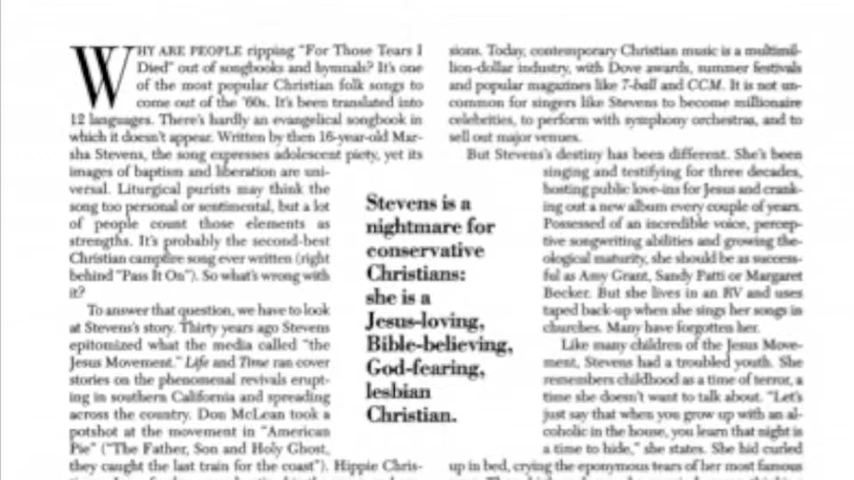 WHY ARE PEOPLE ripping "For Those Tears I
Died" out of songbooks and hymnals? It's one
of the most popular Christian folk songs to
come out of the '60s. It's been translated into
12 languages. There's hardly an evangelical songbook in
which it doesn't appear. Written by then 16-year-old Mar-
sha Stevens, the song expresses adolescent piety, yet its
images of baptism and liberation are uni-
versal. Liturgical purists may think the
song too personal or sentimental, but a lot
of people count those elements as
strengths. It's probably the second-best
Christian campfire song ever written (right
behind "Pass It On"). So what's wrong with
it?
To answer that question, we have to look
at Stevens's story. Thirty years ago Stevens
epitomized what the media called "the
Jesus Movement." Life and Time ran cover
stories on the phenomenal revivals erupt-
ing in southern California and spreading
across the country. Don McLean took a
potshot at the movement in "American
Pie" ("The Father, Son and Holy Ghost,
they caught the last train for the coast"). Hippie Chris-
Stevens is a
nightmare for
conservative
Christians:
she is a
Jesus-loving,
Bible-believing,
God-fearing,
lesbian
Christian.
sions. Today, contemporary Christian music is a multimil-
lion-dollar industry, with Dove awards, summer festivals
and popular magazines like 7-ball and CCM. It is not un-
common for singers like Stevens to become millionaire
celebrities, to perform with symphony orchestras, and to
sell out major venues.
But Stevens's destiny has been different. She's been
singing and testifying for three decades,
hosting public love-ins for Jesus and crank-
ing out a new album every couple of years.
Possessed of an incredible voice, percep-
tive songwriting abilities and growing the-
ological maturity, she should be as success-
ful as Amy Grant, Sandy Patti or Margaret
Becker. But she lives in an RV and uses
taped back-up when she sings her songs in
churches. Many have forgotten her.
Like many children of the Jesus Move-
ment, Stevens had a troubled youth. She
remembers childhood as a time of terror, a
time she doesn't want to talk about. "Let's
just say that when you grow up with an al-
coholic in the house, you learn that night is
a time to hide," she states. She hid curled
up in bed, crying the eponymous tears of her most famous